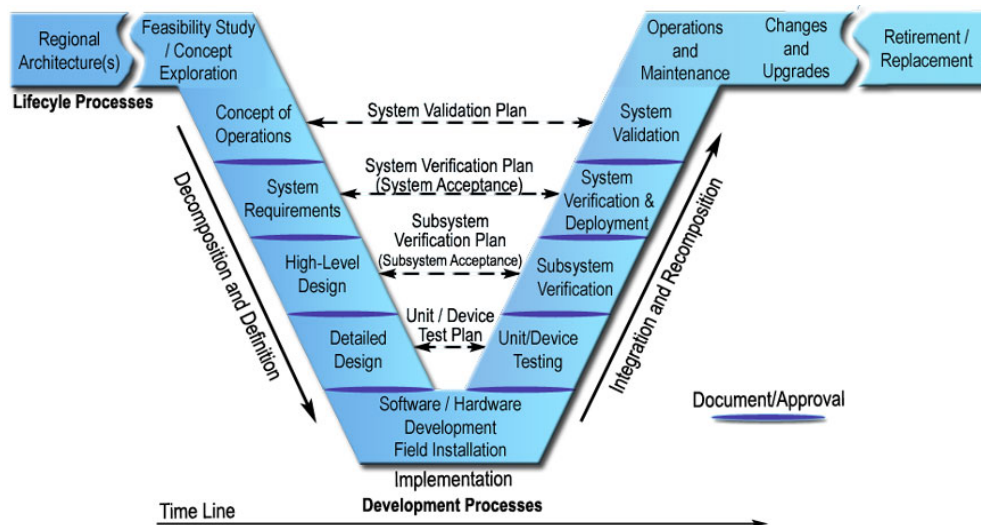 Regional
Architecture(s)
Feasibility Study
/ Concept
Exploration
Operations
and
Maintenance
Changes
and
Upgrades
Retirement /
Replacement
Lifecyle Processes
Concept of
Operations
System Validation Plan
System
Validation
System
Requirements
System Verification Plan
(System Acceptance)
System
Verification &
Deployment
High-Level
Design
Subsystem
Verification Plan
(Subsystem Acceptance)
Subsystem
Verification
Detailed
Design
Unit / Device
Test Plan
Unit/Device
Testing
Decomposition and Definition
Integration and Recomposition
Software / Hardware
Development
Field Installation
Document/Approval
Implementation
Development Processes
Time Line